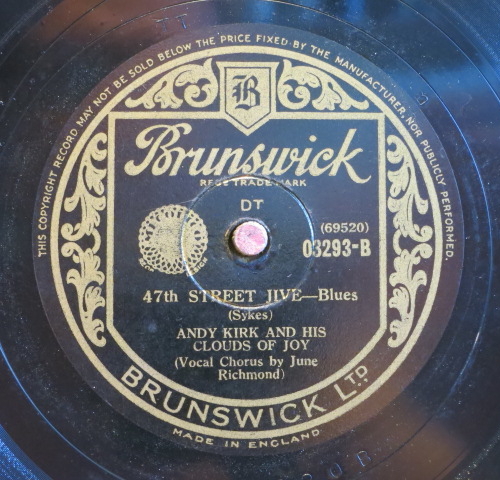 THIS COPYRIGHT RECORD MAY NOT BE SOLD BELOW THE PRICE FIXED BY THE MANUFACTURER, NOR PUBLICLY PERFORMED.
B
Brunswick
REGD TRADE MARK
DT
(69520)
03293-B
47th STREET JIVE—Blues
(Sykes)
ANDY KIRK AND HIS
CLOUDS OF JOY
(Vocal Chorus by June
Richmond)
BRUNSWICK LTD.
MADE IN ENGLAND